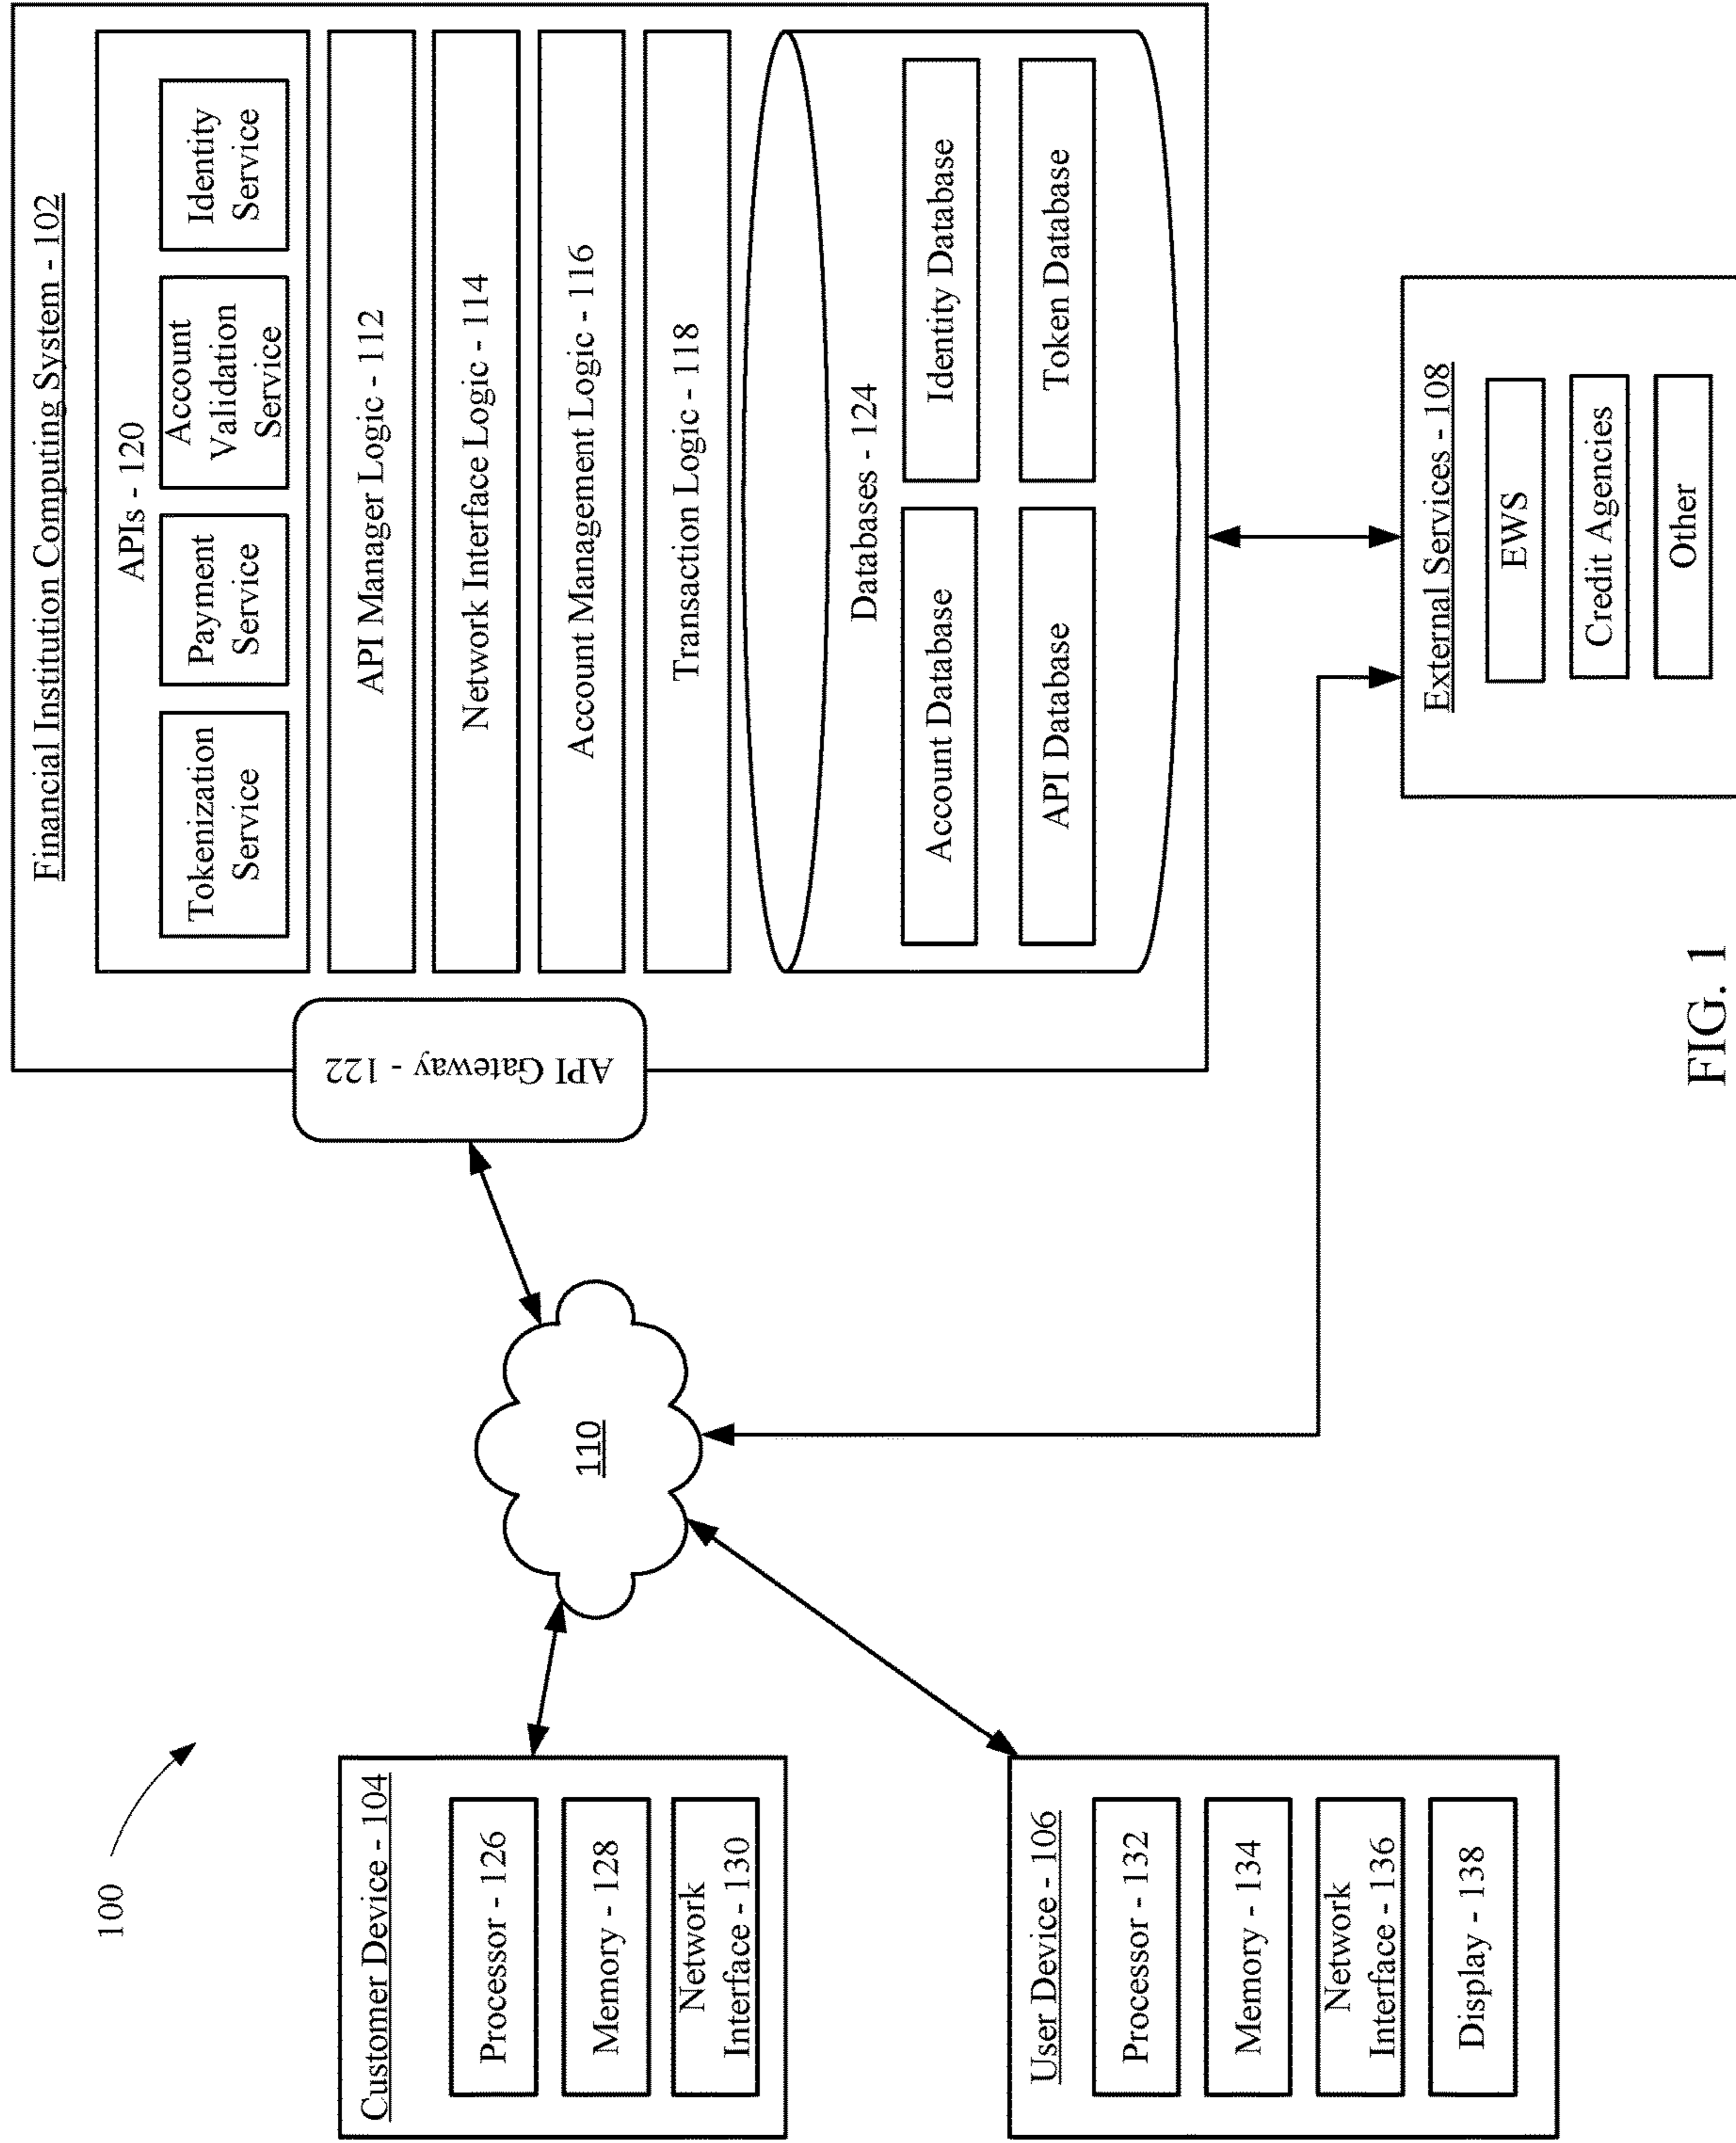 100
Customer Device - 104
Processor - 126
Memory - 128
Network
Interface - 130
User Device - 106
Processor - 132
Memory - 134
Network
Interface - 136
Display - 138
110
API Gateway - 122
Financial Institution Computing System - 102
APIs - 120
Tokenization
Service
Payment
Service
Account
Validation
Service
Identity
Service
API Manager Logic - 112
Network Interface Logic - 114
Account Management Logic - 116
Transaction Logic - 118
Databases - 124
Account Database
Identity Database
API Database
Token Database
External Services - 108
EWS
Credit Agencies
Other
FIG. 1